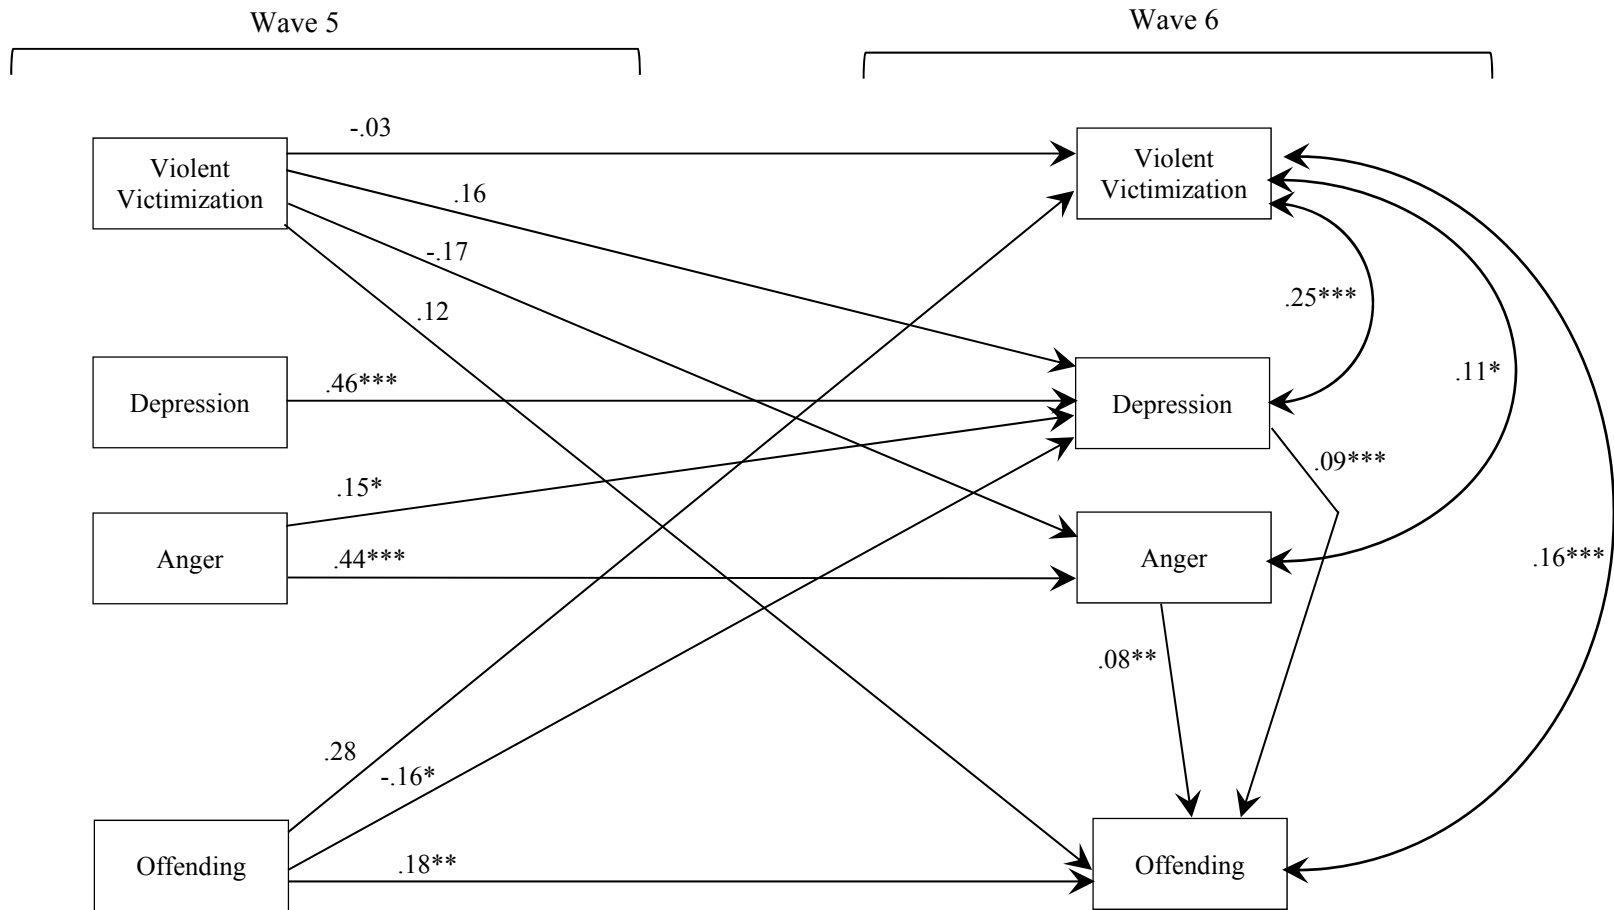 Wave 5
Wave 6
-.03
Violent
Victimization
Violent
Victimization
.16
-.17
.12
.25***
.46***
Depression
Depression
.11*
.09***
.15*
.44***
Anger
Anger
.16***
.08**
.28
-.16*
.18**
Offending
Offending